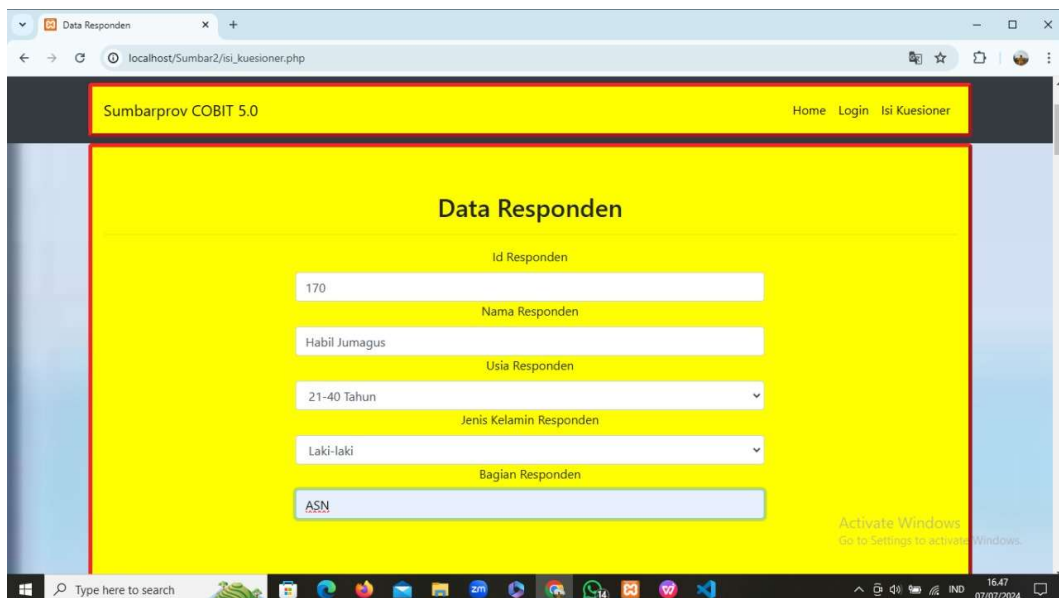 Data Responden
localhost/Sumbar2/isi_kuesioner.php
Sumbarprov COBIT 5.0
Home Login Isi Kuesioner
Data Responden
Id Responden
170
Nama Responden
Habil Jumagus
Usia Responden
21-40 Tahun
Jenis Kelamin Responden
Laki-laki
Bagian Responden
ASN
Activate Windows
Go to Settings to activate Windows.
Type here to search
zm
14
IND
16.47
07/07/2024